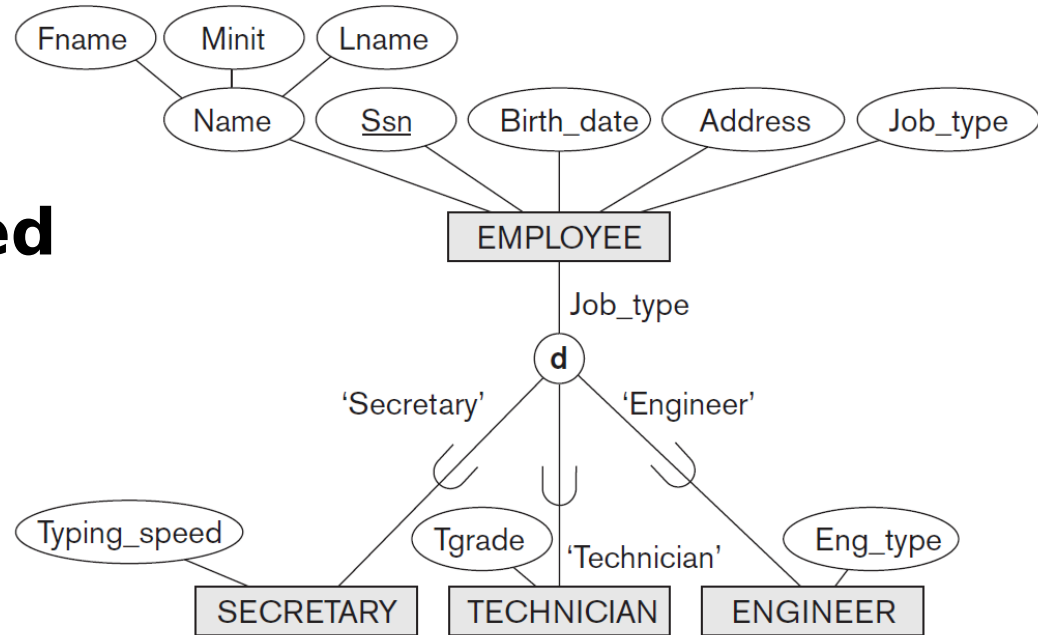 Fname Minit Lname
Name Ssn Birth_date Address Job_type
ed
EMPLOYEE
Job_type
d
‘Secretary’ ‘Engineer’
Typing_speed Tgrade Eng_type
‘Technician’
SECRETARY TECHNICIAN ENGINEER